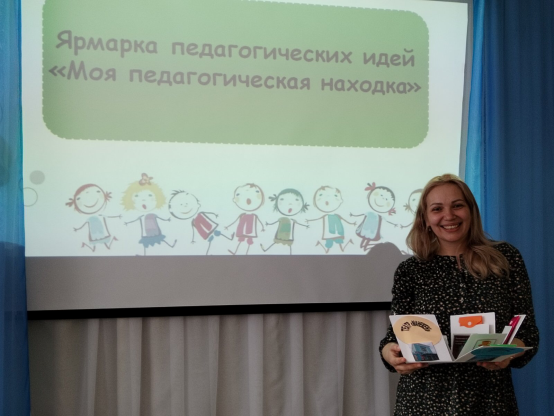 Ярмарка педагогических идей
«Моя педагогическая находка»